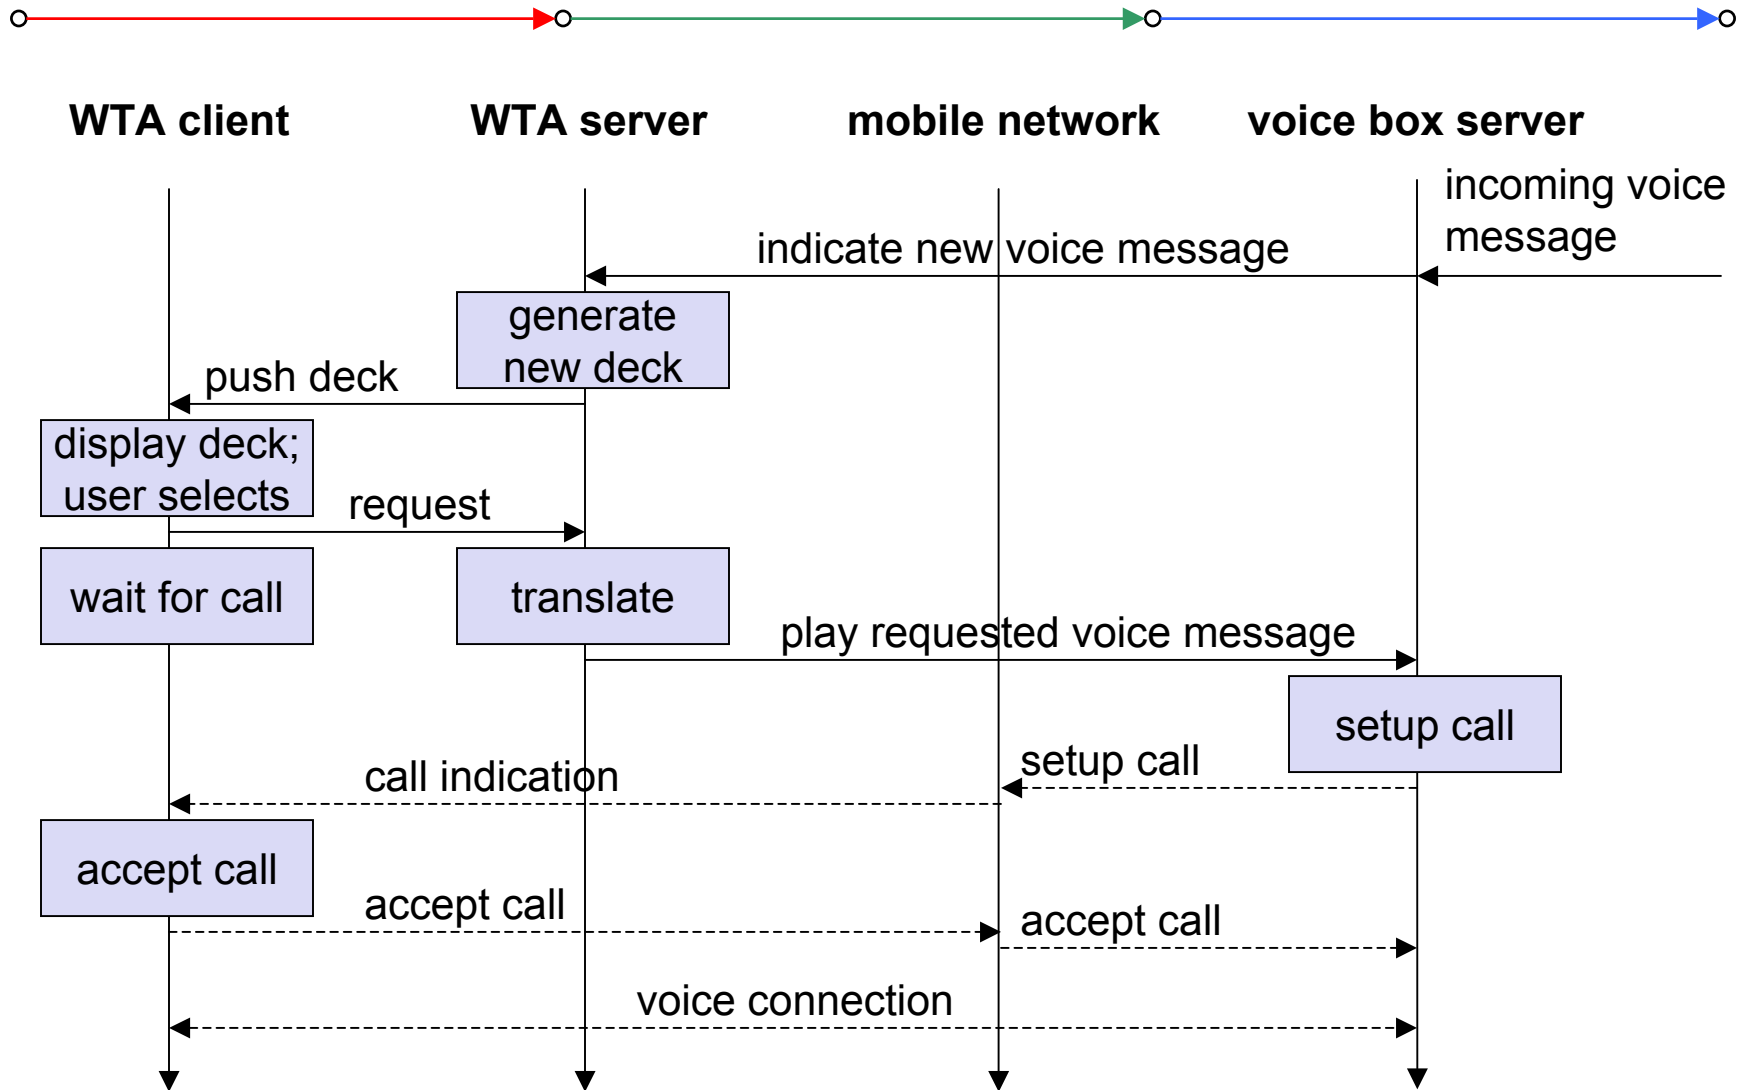 WTA client
WTA server
mobile network
voice box server
incoming voice
message
indicate new voice message
generate
new deck
push deck
display deck;
user selects
request
wait for call
translate
play requested voice message
setup call
setup call
call indication
accept call
accept call
accept call
voice connection